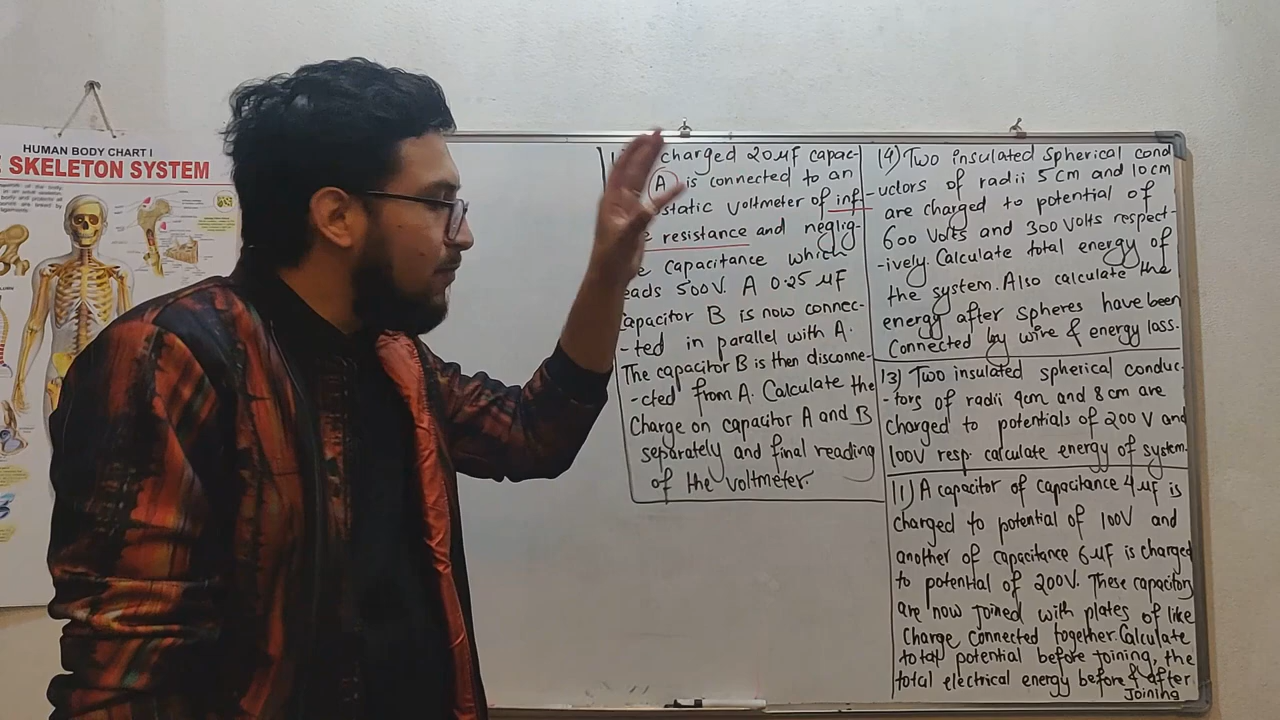 HUMAN BODY CHART I
SKELETON SYSTEM
charged 20μF capac-
A is connected to an
static voltmeter of inf-
resistance and neglig-
capacitance which
eads 500V. A 0.25 μF
apacitor B is now connec-
-ted in parallel with A.
The capacitor B is then disconne-
-cted from A. Calculate the
Charge on capacitor A and B
separately and final reading
of the voltmeter.
14) Two insulated spherical cond
-uctors of radii 5cm and 10cm
are charged to potential of
600 Volts and 300 Volts respect-
-ively. Calculate total energy of
the system. Also calculate the
energy after spheres have been
Connected by wire & energy loss.
13) Two insulated spherical conduc-
-tors of radii 4cm and 8cm are
charged to potentials of 200 V and
100V resp. calculate energy of system.
11) A capacitor of capacitance 4μF is
charged to potential of 100V and
another of capacitance 6μF is charged
to potential of 200V. These capacitors
are now joined with plates of like
Charge connected together. Calculate
total potential before joining, the
total electrical energy before & after
Joining